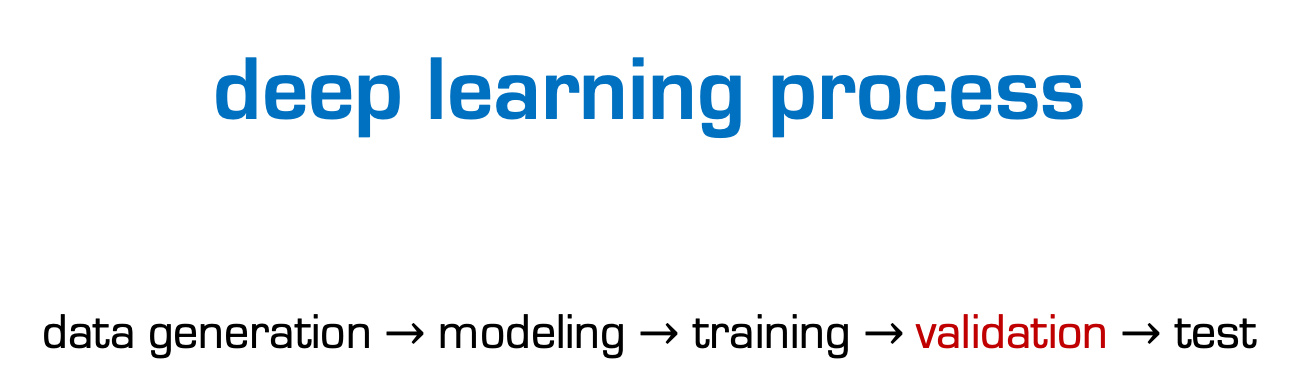 deep learning process
data generation → modeling → training → validation → test